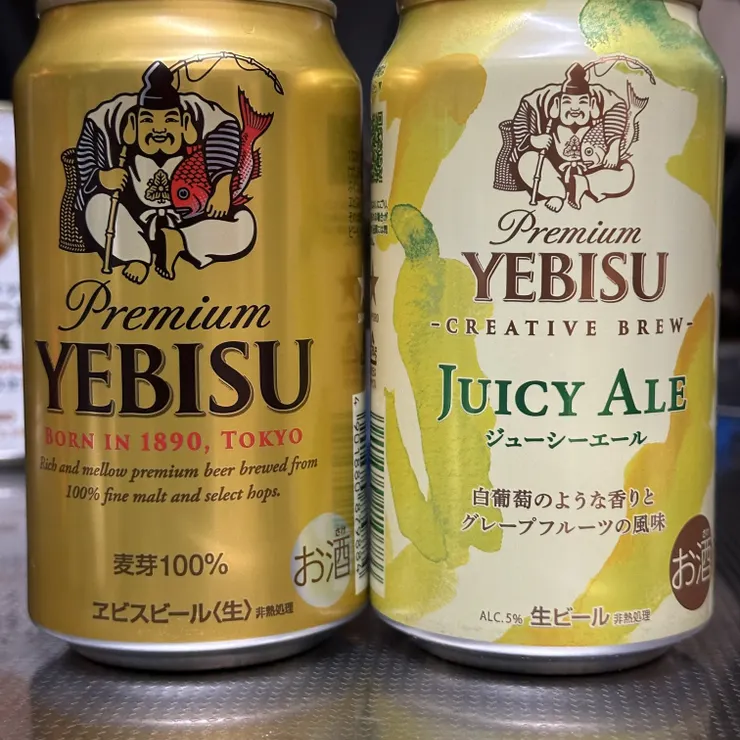 Premium
YEBISU
BORN IN 1890, TOKYO
Rich and mellow premium beer brewed from
100% fine malt and select hops.
麦芽100%
さけ
お酒
ヱビスビール〈生〉非熱処理
Premium
YEBISU
-CREATIVE BREW-
JUICY ALE
ジューシーエール
白葡萄のような香りと
グレープフルーツの風味
さけ
お酒
ALC.5% 生ビール 非熱処理